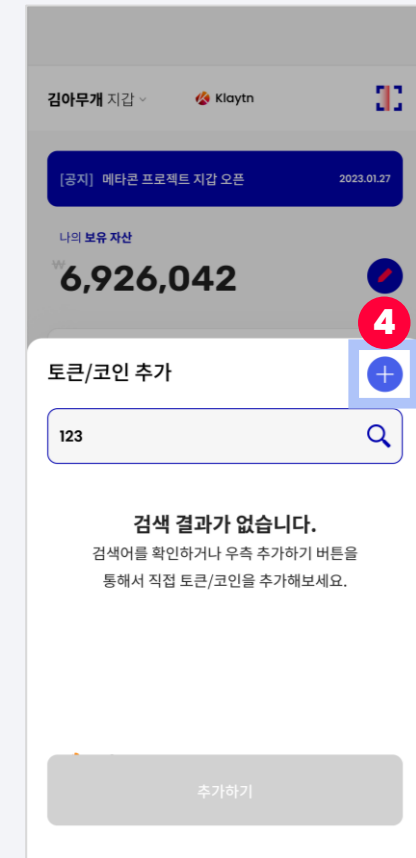 김아무개 지갑 Klaytn
[공지] 메타콘 프로젝트 지갑 오픈 2023.01.27
나의 보유 자산
₩6,926,042
4
토큰/코인 추가
123
검색 결과가 없습니다.
검색어를 확인하거나 우측 추가하기 버튼을
통해서 직접 토큰/코인을 추가해보세요.
추가하기